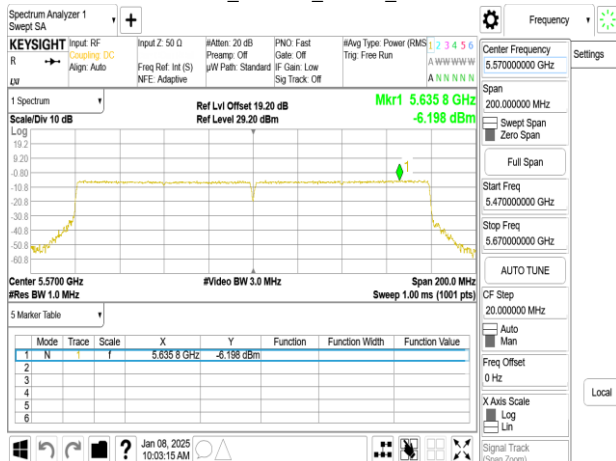 Spectrum Analyzer 1
Swept SA
+
Frequency
KEYSIGHT Input: RF Input Z: 50 Ω #Atten: 20 dB PNO: Fast #Avg Type: Power (RMS 1 2 3 4 5 6
R Coupling: DC Preamp: Off Gate: Off Trig: Free Run A W W W W W
Align: Auto Freq Ref: Int (S) µW Path: Standard IF Gain: Low
NFE: Adaptive Sig Track: Off A N N N N N
LXI
1 Spectrum
Ref Lvl Offset 19.20 dB Mkr1 5.635 8 GHz
Scale/Div 10 dB Ref Level 29.20 dBm -6.198 dBm
Log
19.2
9.20
-0.80
-10.8
-20.8
-30.8
-40.8
-50.8
-60.8
1
Center 5.5700 GHz #Video BW 3.0 MHz Span 200.0 MHz
#Res BW 1.0 MHz Sweep 1.00 ms (1001 pts)
5 Marker Table
Mode Trace Scale X Y Function Function Width Function Value
1 N 1 f 5.635 8 GHz -6.198 dBm
2
3
4
5
6
? Jan 08, 2025
10:03:15 AM
Center Frequency
5.570000000 GHz
Span
200.000000 MHz
Swept Span
Zero Span
Full Span
Start Freq
5.470000000 GHz
Stop Freq
5.670000000 GHz
AUTO TUNE
CF Step
20.000000 MHz
Auto
Man
Freq Offset
0 Hz
X Axis Scale
Log
Lin
Signal Track
(Span Zoom)
Settings
Local